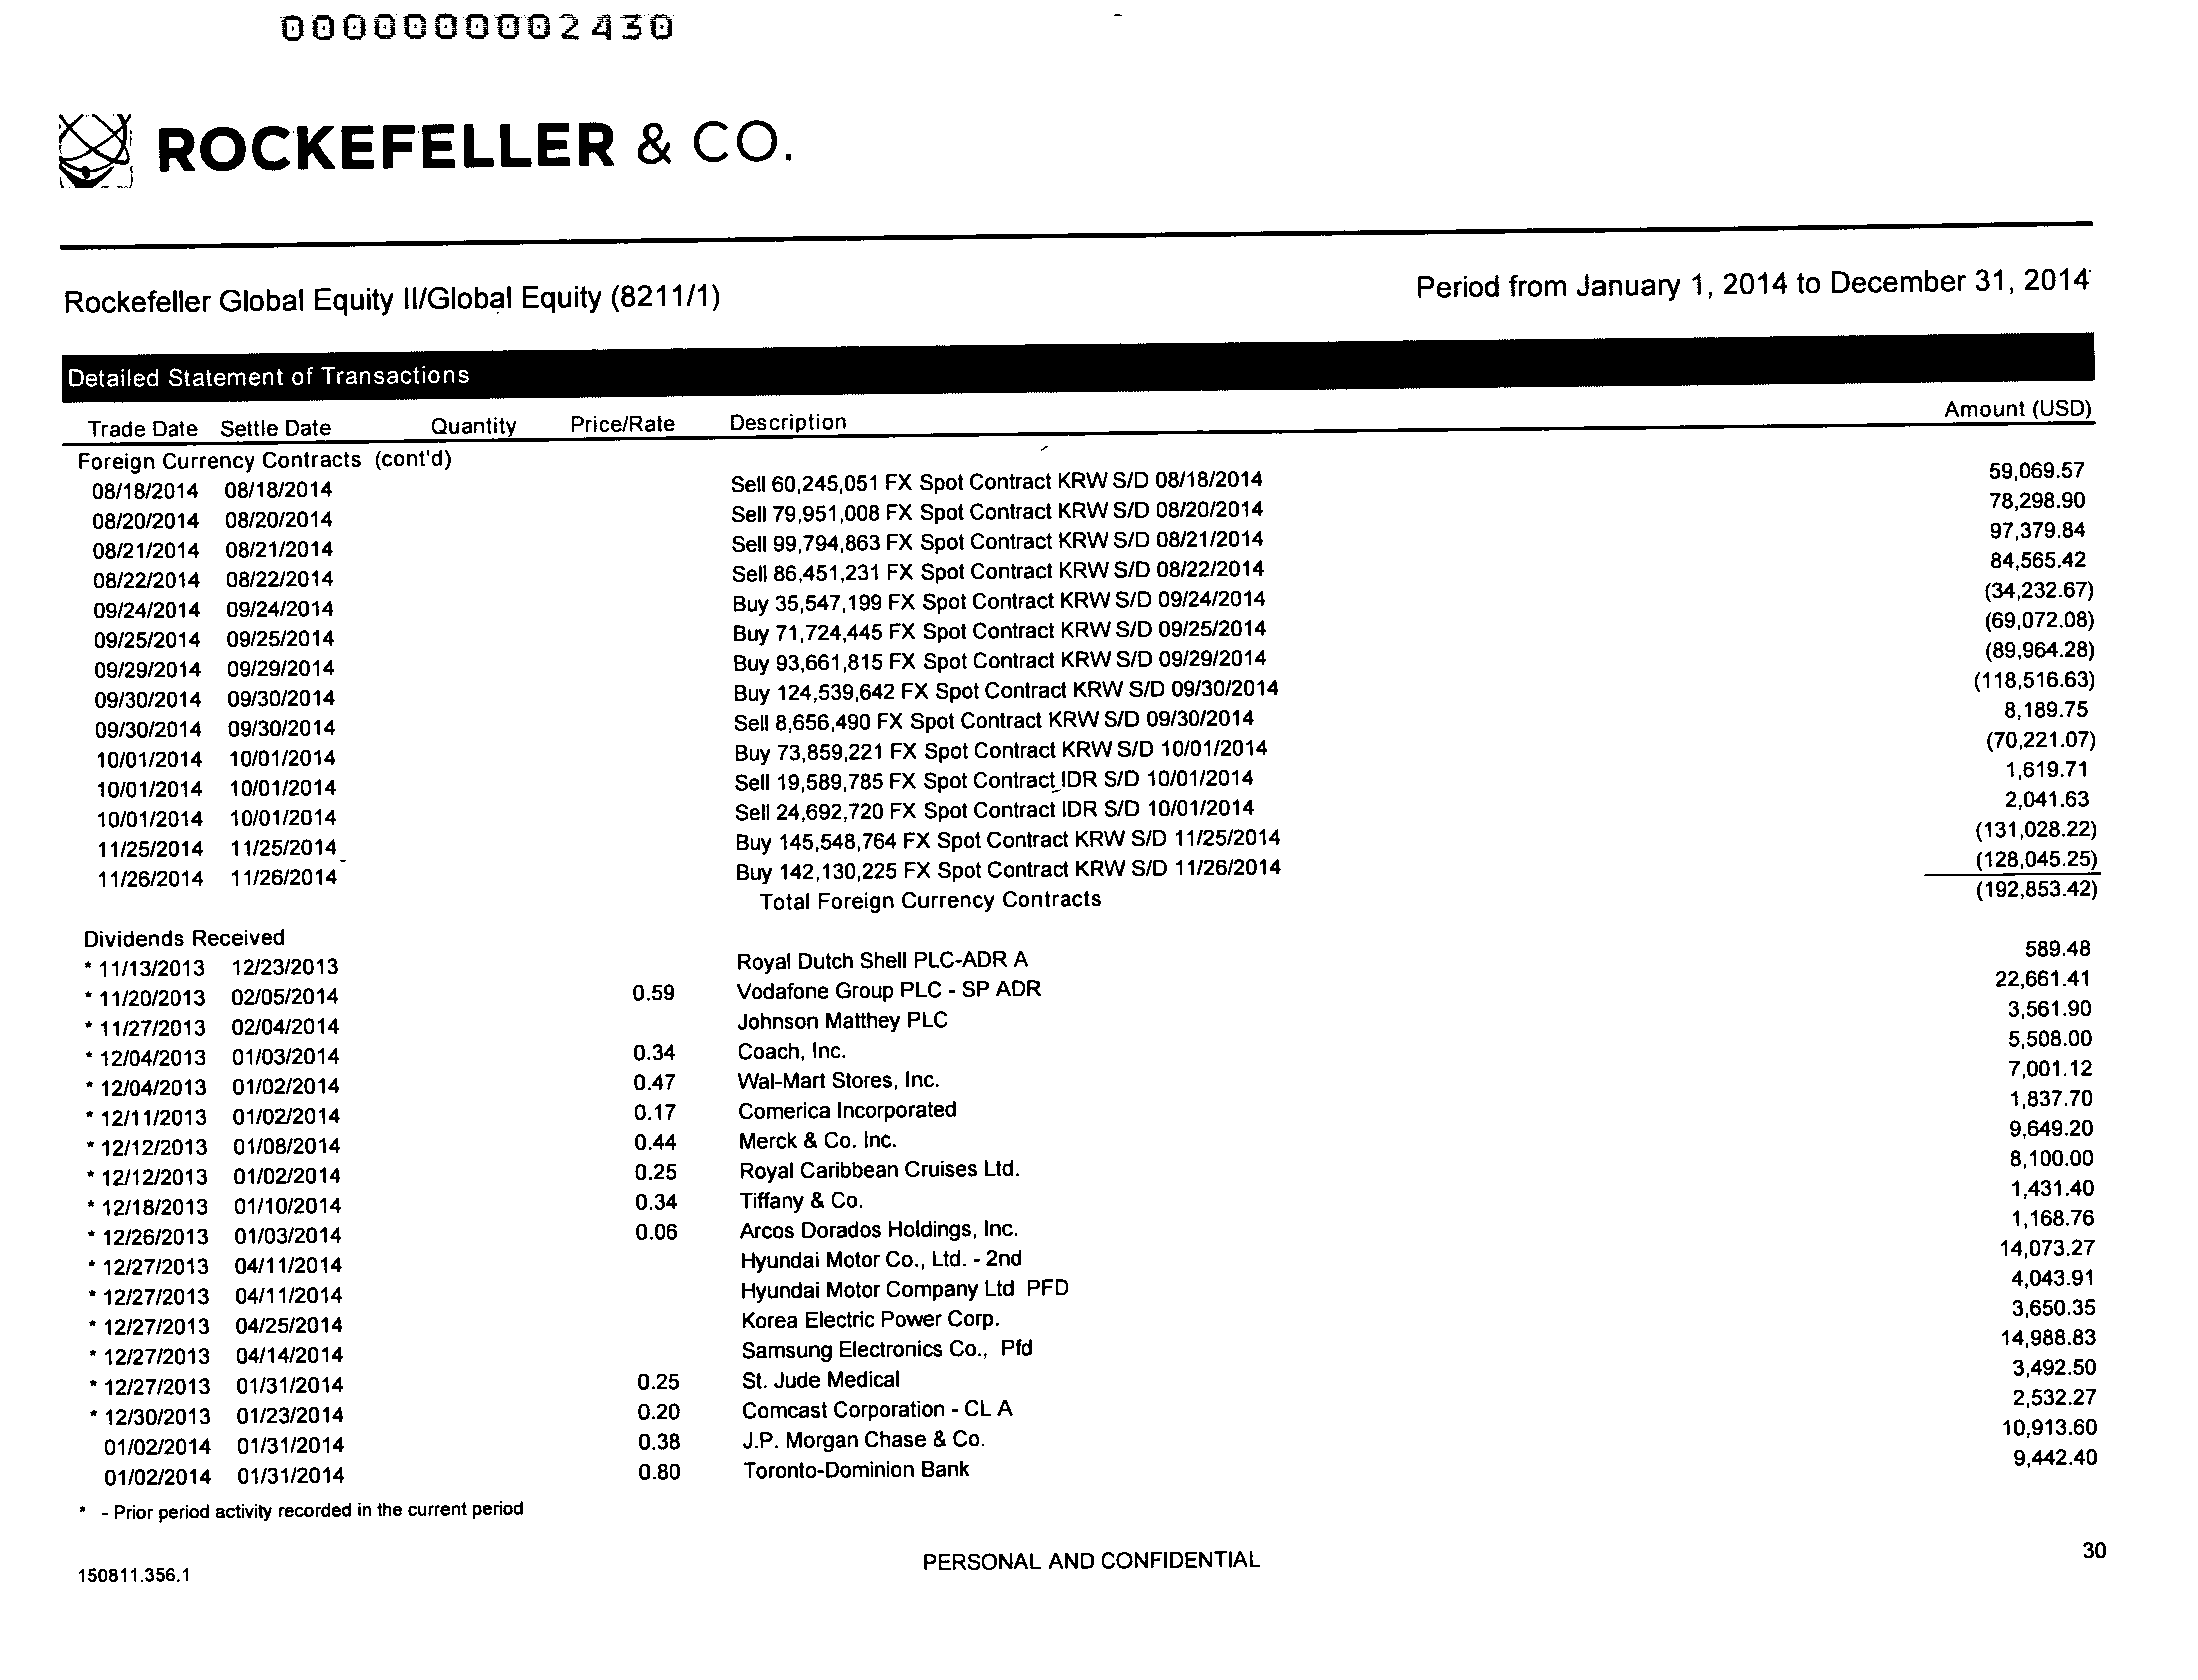 0000000002430
ROCKEFELLER & CO.
Rockefeller Global Equity II/Global Equity (8211/1) Period from January 1, 2014 to December 31, 2014
Detailed Statement of Transactions
Trade Date Settle Date Quantity Price/Rate Description Amount (USD)
Foreign Currency Contracts (cont'd)
08/18/2014 08/18/2014 Sell 60,245,051 FX Spot Contract KRW S/D 08/18/2014 59,069.57
08/20/2014 08/20/2014 Sell 79,951,008 FX Spot Contract KRW S/D 08/20/2014 78,298.90
08/21/2014 08/21/2014 Sell 99,794,863 FX Spot Contract KRW S/D 08/21/2014 97,379.84
08/22/2014 08/22/2014 Sell 86,451,231 FX Spot Contract KRW S/D 08/22/2014 84,565.42
09/24/2014 09/24/2014 Buy 35,547,199 FX Spot Contract KRW S/D 09/24/2014 (34,232.67)
09/25/2014 09/25/2014 Buy 71,724,445 FX Spot Contract KRW S/D 09/25/2014 (69,072.08)
09/29/2014 09/29/2014 Buy 93,661,815 FX Spot Contract KRW S/D 09/29/2014 (89,964.28)
09/30/2014 09/30/2014 Buy 124,539,642 FX Spot Contract KRW S/D 09/30/2014 (118,516.63)
09/30/2014 09/30/2014 Sell 8,656,490 FX Spot Contract KRW S/D 09/30/2014 8,189.75
10/01/2014 10/01/2014 Buy 73,859,221 FX Spot Contract KRW S/D 10/01/2014 (70,221.07)
10/01/2014 10/01/2014 Sell 19,589,785 FX Spot Contract IDR S/D 10/01/2014 1,619.71
10/01/2014 10/01/2014 Sell 24,692,720 FX Spot Contract IDR S/D 10/01/2014 2,041.63
11/25/2014 11/25/2014 Buy 145,548,764 FX Spot Contract KRW S/D 11/25/2014 (131,028.22)
11/26/2014 11/26/2014 Buy 142,130,225 FX Spot Contract KRW S/D 11/26/2014 (128,045.25)
Total Foreign Currency Contracts (192,853.42)
Dividends Received
* 11/13/2013 12/23/2013 Royal Dutch Shell PLC-ADR A 589.48
* 11/20/2013 02/05/2014 0.59 Vodafone Group PLC - SP ADR 22,661.41
* 11/27/2013 02/04/2014 Johnson Matthey PLC 3,561.90
* 12/04/2013 01/03/2014 0.34 Coach, Inc. 5,508.00
* 12/04/2013 01/02/2014 0.47 Wal-Mart Stores, Inc. 7,001.12
* 12/11/2013 01/02/2014 0.17 Comerica Incorporated 1,837.70
* 12/12/2013 01/08/2014 0.44 Merck & Co. Inc. 9,649.20
* 12/12/2013 01/02/2014 0.25 Royal Caribbean Cruises Ltd. 8,100.00
* 12/18/2013 01/10/2014 0.34 Tiffany & Co. 1,431.40
* 12/26/2013 01/03/2014 0.06 Arcos Dorados Holdings, Inc. 1,168.76
* 12/27/2013 04/11/2014 Hyundai Motor Co., Ltd. - 2nd 14,073.27
* 12/27/2013 04/11/2014 Hyundai Motor Company Ltd PFD 4,043.91
* 12/27/2013 04/25/2014 Korea Electric Power Corp. 3,650.35
* 12/27/2013 04/14/2014 Samsung Electronics Co., Pfd 14,988.83
* 12/27/2013 01/31/2014 0.25 St. Jude Medical 3,492.50
* 12/30/2013 01/23/2014 0.20 Comcast Corporation - CL A 2,532.27
01/02/2014 01/31/2014 0.38 J.P. Morgan Chase & Co. 10,913.60
01/02/2014 01/31/2014 0.80 Toronto-Dominion Bank 9,442.40
* - Prior period activity recorded in the current period
150811.356.1 PERSONAL AND CONFIDENTIAL 30